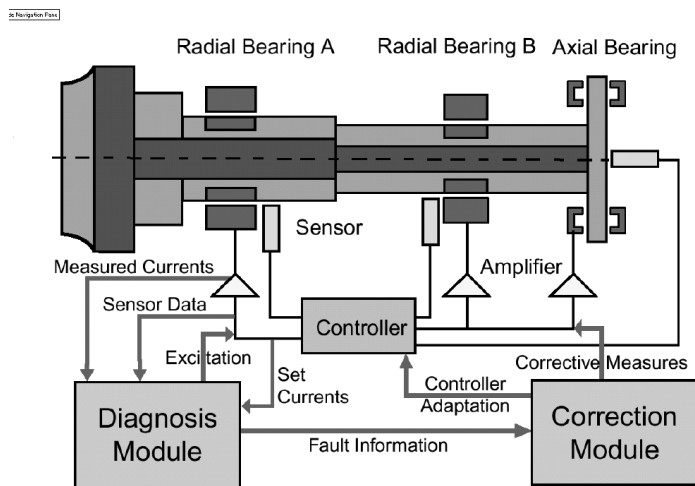 Radial Bearing A
Radial Bearing B
Axial Bearing
Sensor
Measured Currents
Amplifier
Sensor Data
Controller
Excitation
Set
Currents
Corrective Measures
Controller
Adaptation
Diagnosis
Module
Fault Information
Correction
Module